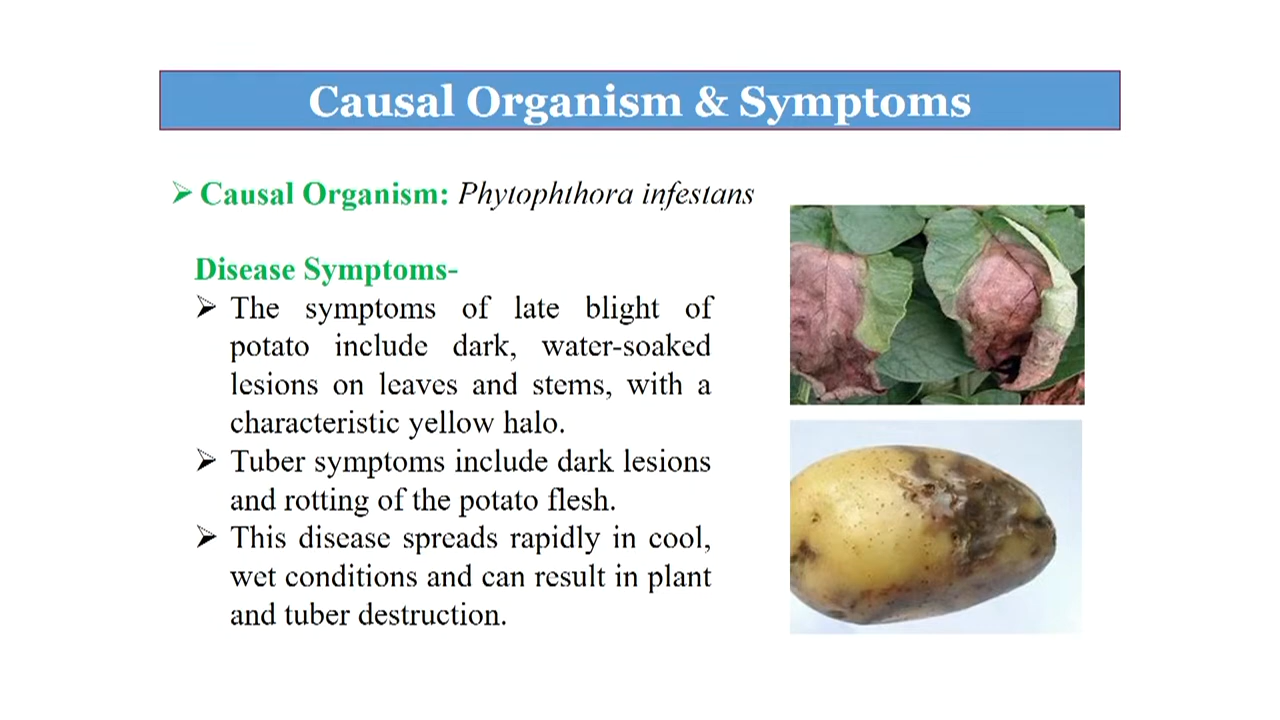 Causal Organism & Symptoms
➢ Causal Organism: Phytophthora infestans
Disease Symptoms-
➢ The symptoms of late blight of
potato include dark, water-soaked
lesions on leaves and stems, with a
characteristic yellow halo.
➢ Tuber symptoms include dark lesions
and rotting of the potato flesh.
➢ This disease spreads rapidly in cool,
wet conditions and can result in plant
and tuber destruction.